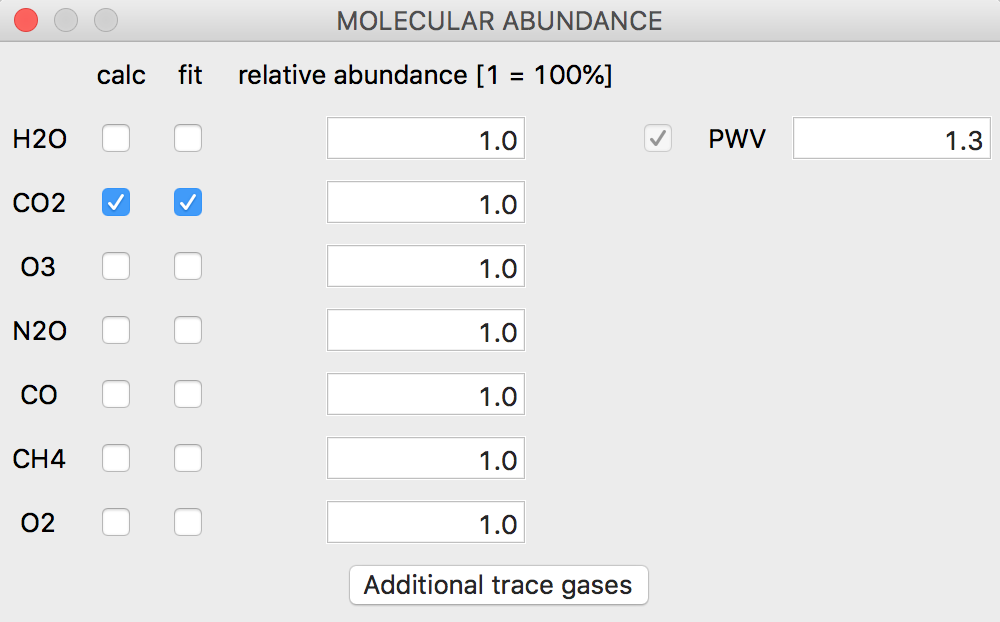 MOLECULAR ABUNDANCE
calc fit relative abundance [1 = 100%]
H2O 1.0 PWV 1.3
CO2 1.0
O3 1.0
N2O 1.0
CO 1.0
CH4 1.0
O2 1.0
Additional trace gases